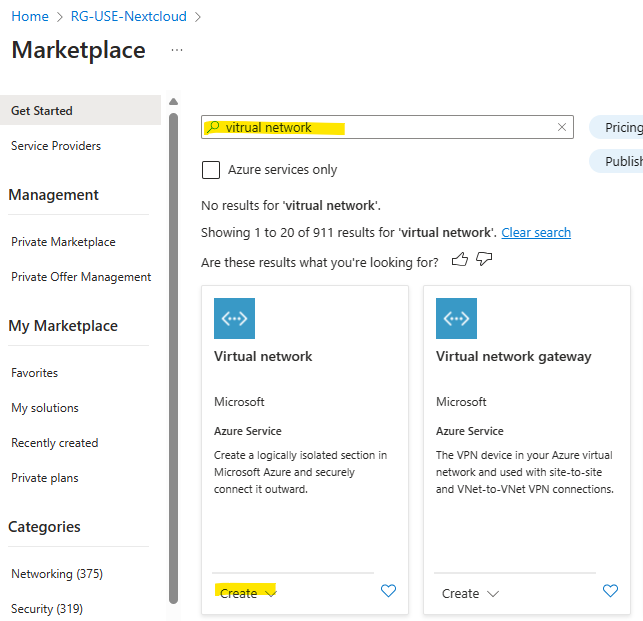 Home > RG-USE-Nextcloud >
Marketplace ...
Get Started
Service Providers
Management
Private Marketplace
Private Offer Management
My Marketplace
Favorites
My solutions
Recently created
Private plans
Categories
Networking (375)
Security (319)
vitrual network
Pricing
Publish
Azure services only
No results for 'vitrual network'.
Showing 1 to 20 of 911 results for 'virtual network'. Clear search
Are these results what you're looking for?
Virtual network
Microsoft
Azure Service
Create a logically isolated section in
Microsoft Azure and securely
connect it outward.
Create
Virtual network gateway
Microsoft
Azure Service
The VPN device in your Azure virtual
network and used with site-to-site
and VNet-to-VNet VPN connections.
Create